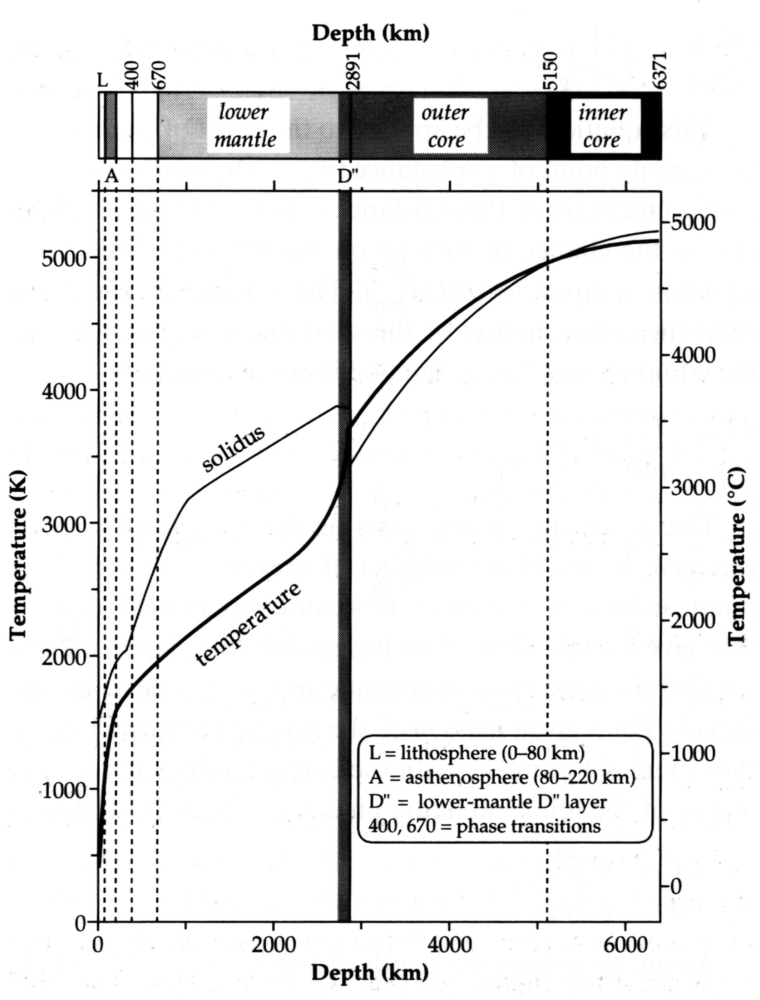 Depth (km)
L 400 670 2891 5150 6371
lower
mantle
outer
core
inner
core
A D"
5000
4000
3000
2000
1000
0
Temperature (K)
5000
4000
3000
2000
1000
0
Temperature (°C)
solidus
temperature
L = lithosphere (0–80 km)
A = asthenosphere (80–220 km)
D" = lower-mantle D" layer
400, 670 = phase transitions
0 2000 4000 6000
Depth (km)